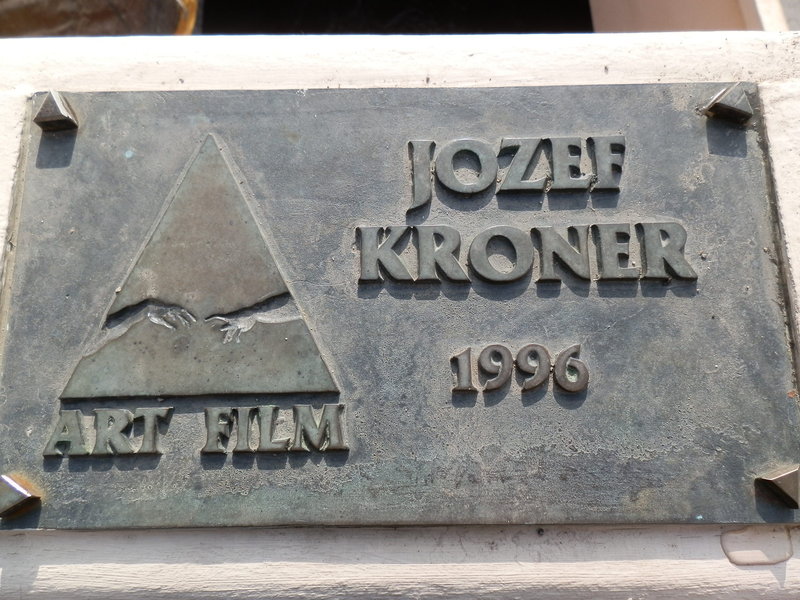 JOZEF
KRONER
1996
ART FILM